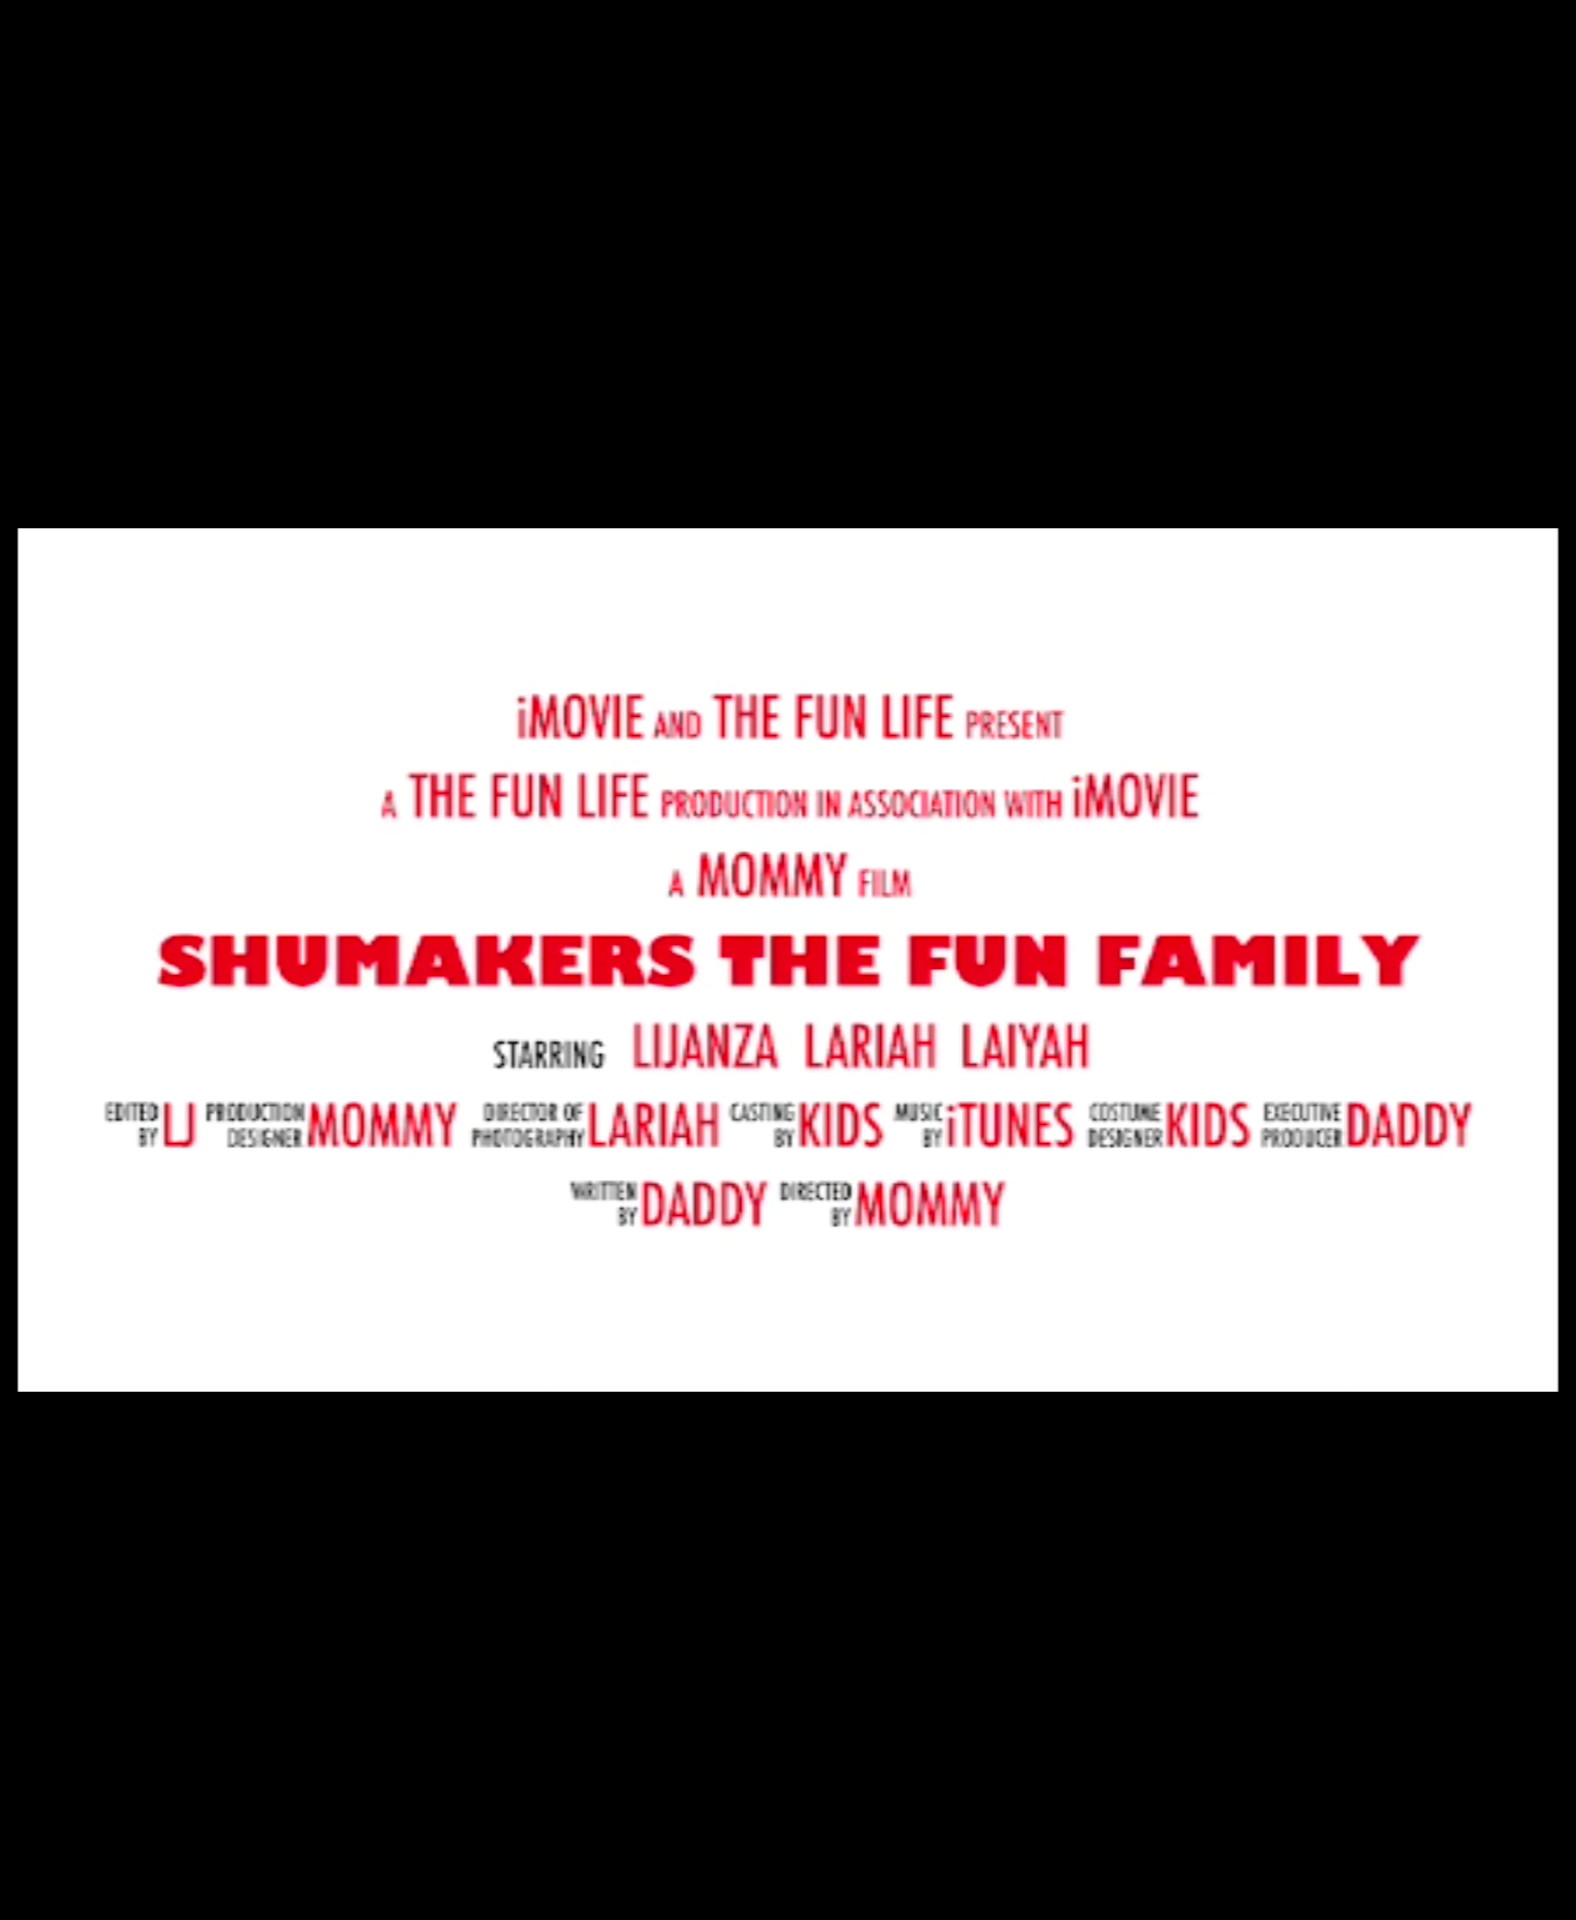 iMOVIE AND THE FUN LIFE PRESENT
A THE FUN LIFE PRODUCTION IN ASSOCIATION WITH iMOVIE
A MOMMY FILM
SHUMAKERS THE FUN FAMILY
STARRING LIJANZA LARIAH LAIYAH
EDITED BY LJ PRODUCTION DESIGNER MOMMY DIRECTOR OF PHOTOGRAPHY LARIAH CASTING BY KIDS MUSIC BY iTUNES COSTUME DESIGNER KIDS EXECUTIVE PRODUCER DADDY
WRITTEN BY DADDY DIRECTED BY MOMMY